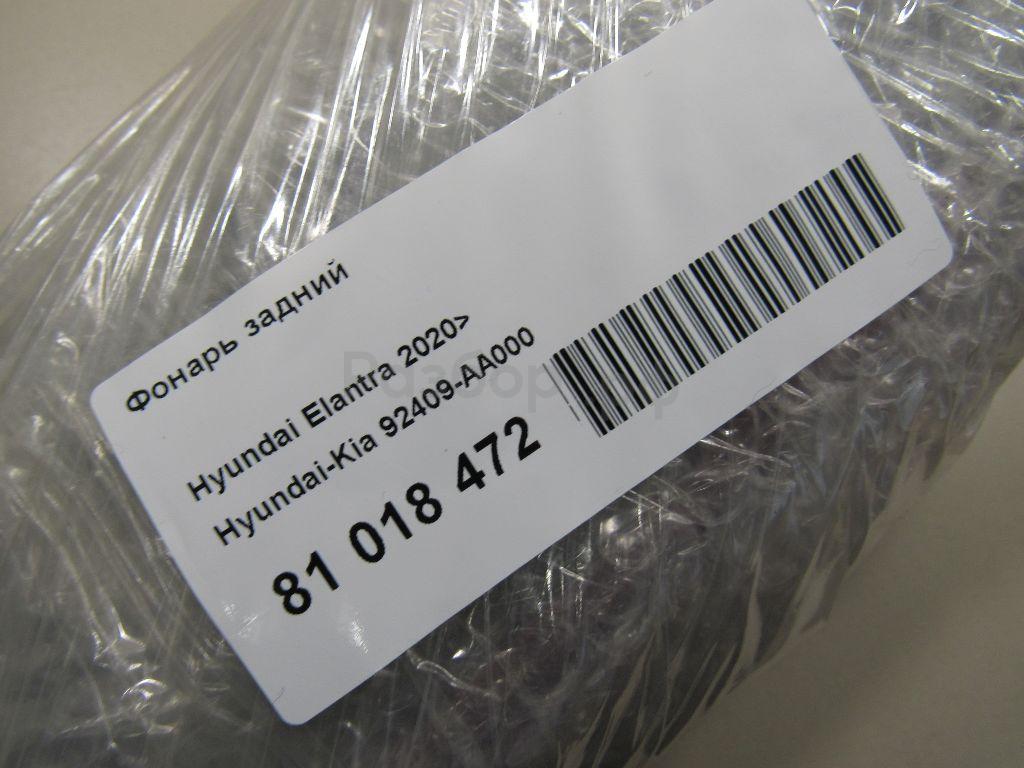 Фонарь задний
Hyundai Elantra 2020>
Hyundai-Kia 92409-AA000
81 018 472